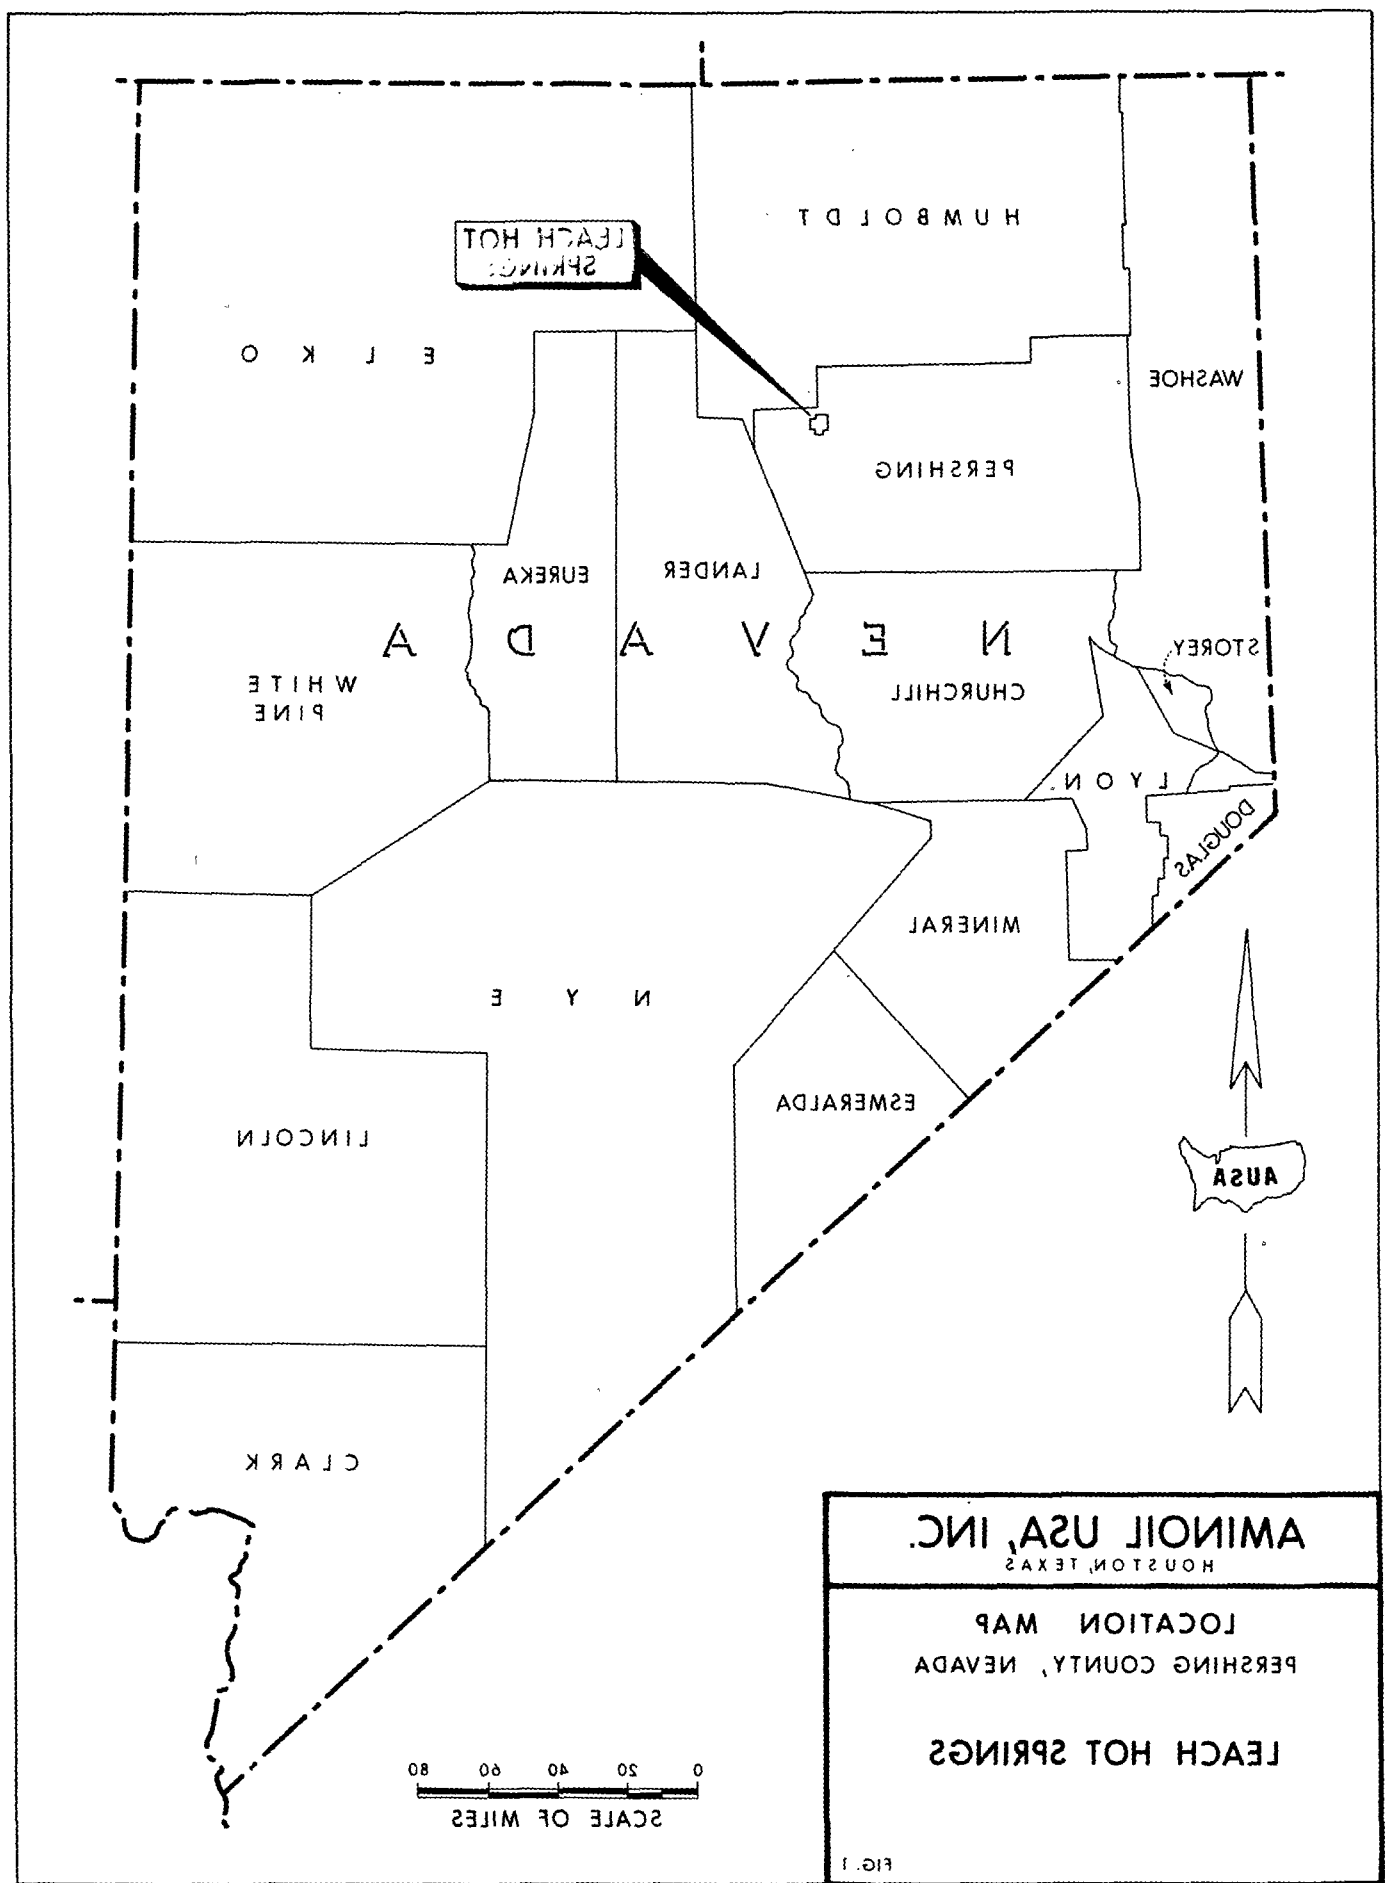 HUMBOLDT
LEACH HOT
SPRINGS
ELKO
WASHOE
PERSHING
EUREKA
LANDER
NEVADA
STOREY
WHITE
PINE
CHURCHILL
LYON
DOUGLAS
MINERAL
NYE
ESMERALDA
LINCOLN
AUSA
CLARK
AMINOIL USA, INC.
HOUSTON, TEXAS
LOCATION MAP
PERSHING COUNTY, NEVADA
LEACH HOT SPRINGS
0 20 40 60 80
SCALE OF MILES
FIG. 1